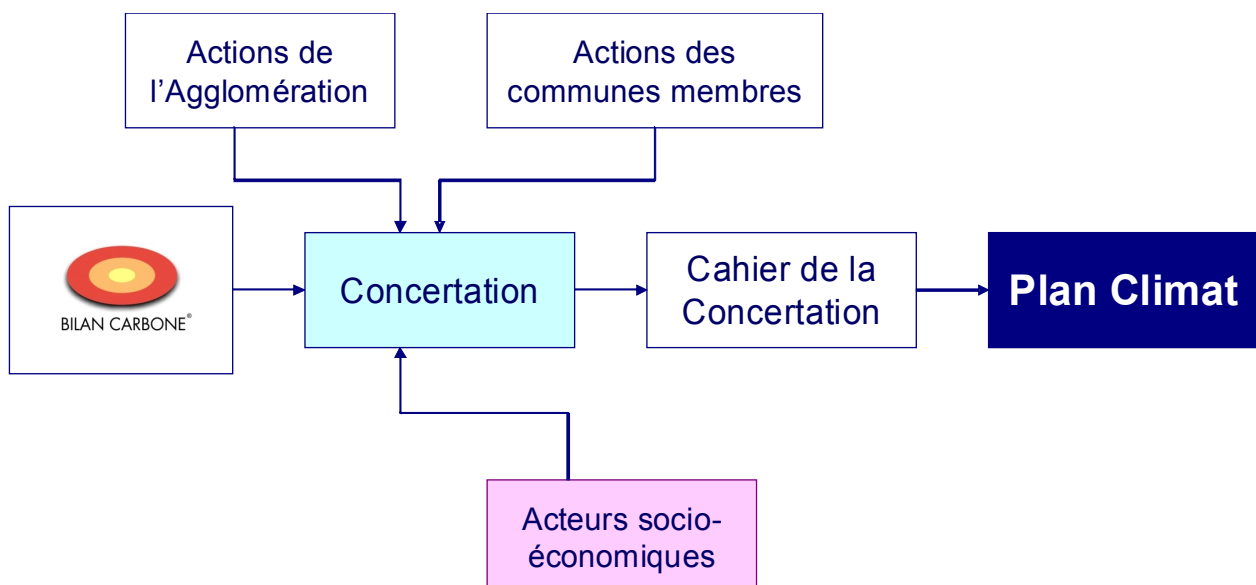 Actions de
l’Agglomération
Actions des
communes membres
BILAN CARBONE®
Concertation
Cahier de la
Concertation
Plan Climat
Acteurs socio-
économiques